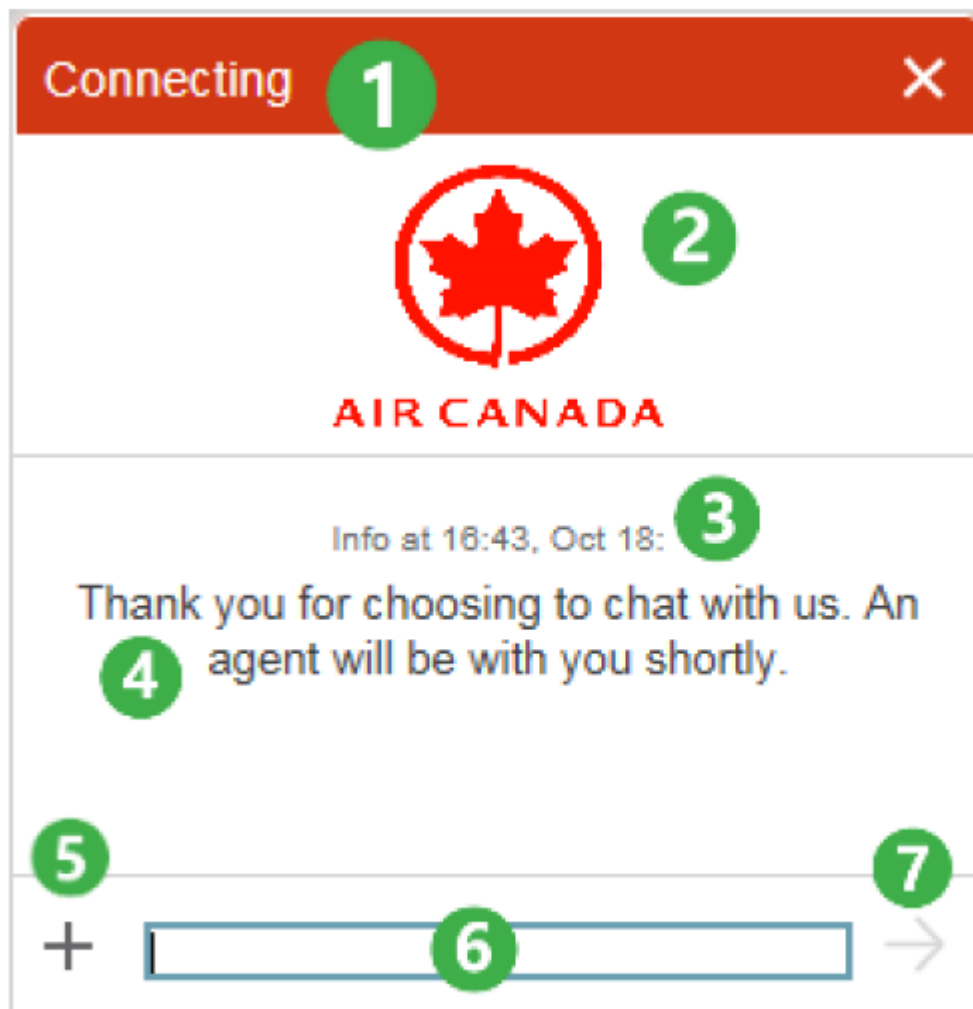 Connecting 1 ×
2
AIR CANADA
Info at 16:43, Oct 18: 3
Thank you for choosing to chat with us. An
4 agent will be with you shortly.
5 7
+ 6 →